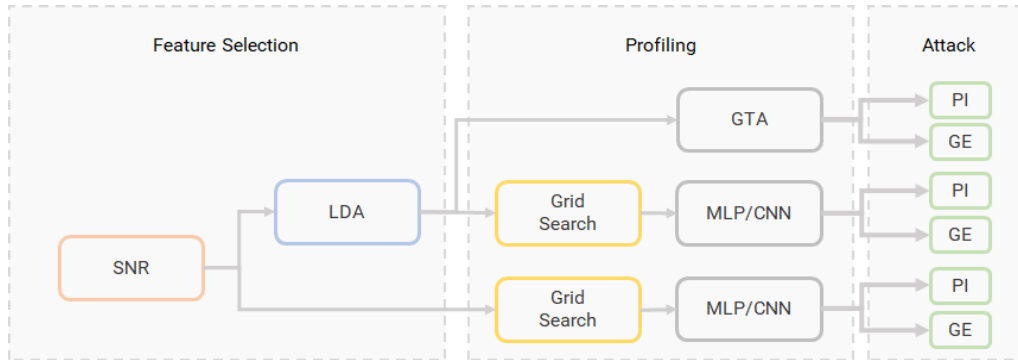 Feature Selection
Profiling
Attack
SNR
LDA
GTA
Grid
Search
MLP/CNN
Grid
Search
MLP/CNN
PI
GE
PI
GE
PI
GE